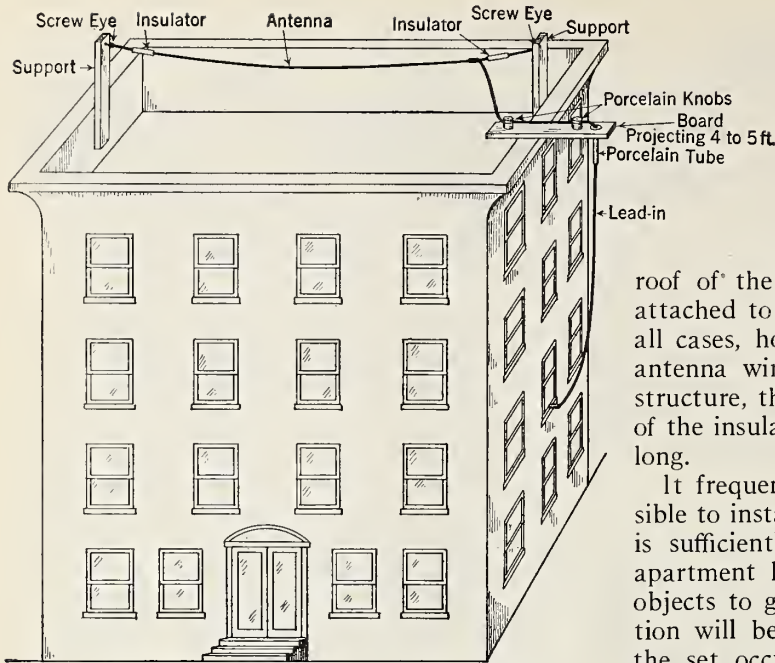 Screw Eye
Insulator
Antenna
Insulator
Screw Eye
Support
Support
Porcelain Knobs
Board
Projecting 4 to 5 ft.
Porcelain Tube
Lead-in
roof of the
attached to
all cases, ho
antenna wir
structure, th
of the insula
long.
It frequen
sible to insta
is sufficient
apartment h
objects to g
tion will be
the set occi